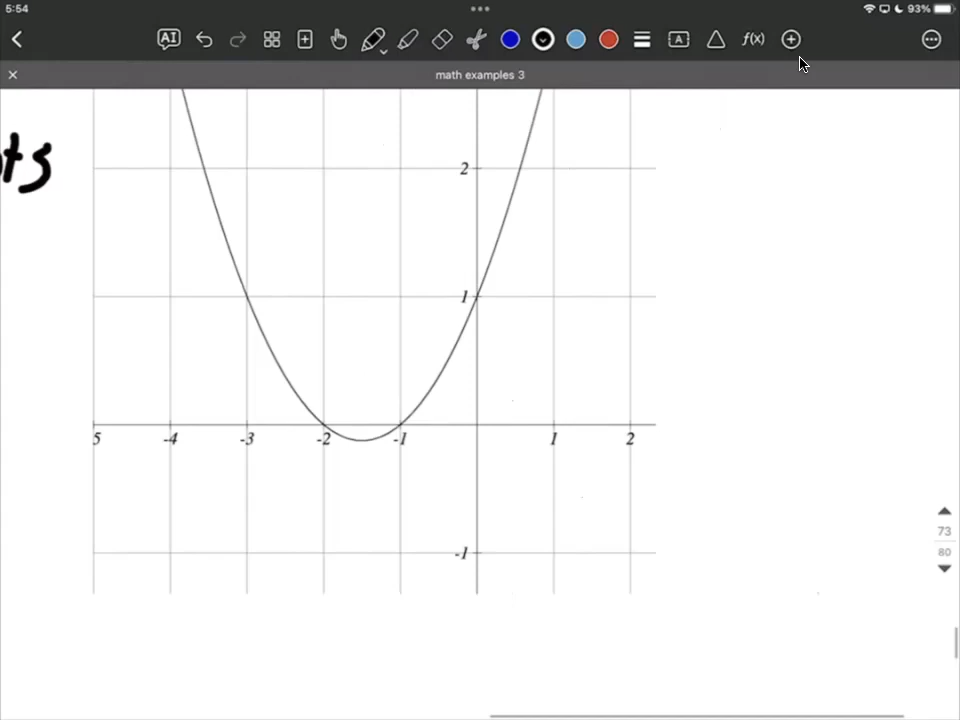 5:54
93%
AI
A
f(x)
math examples 3
ts
2
1
5 -4 -3 -2 -1 1 2
-1
73
80